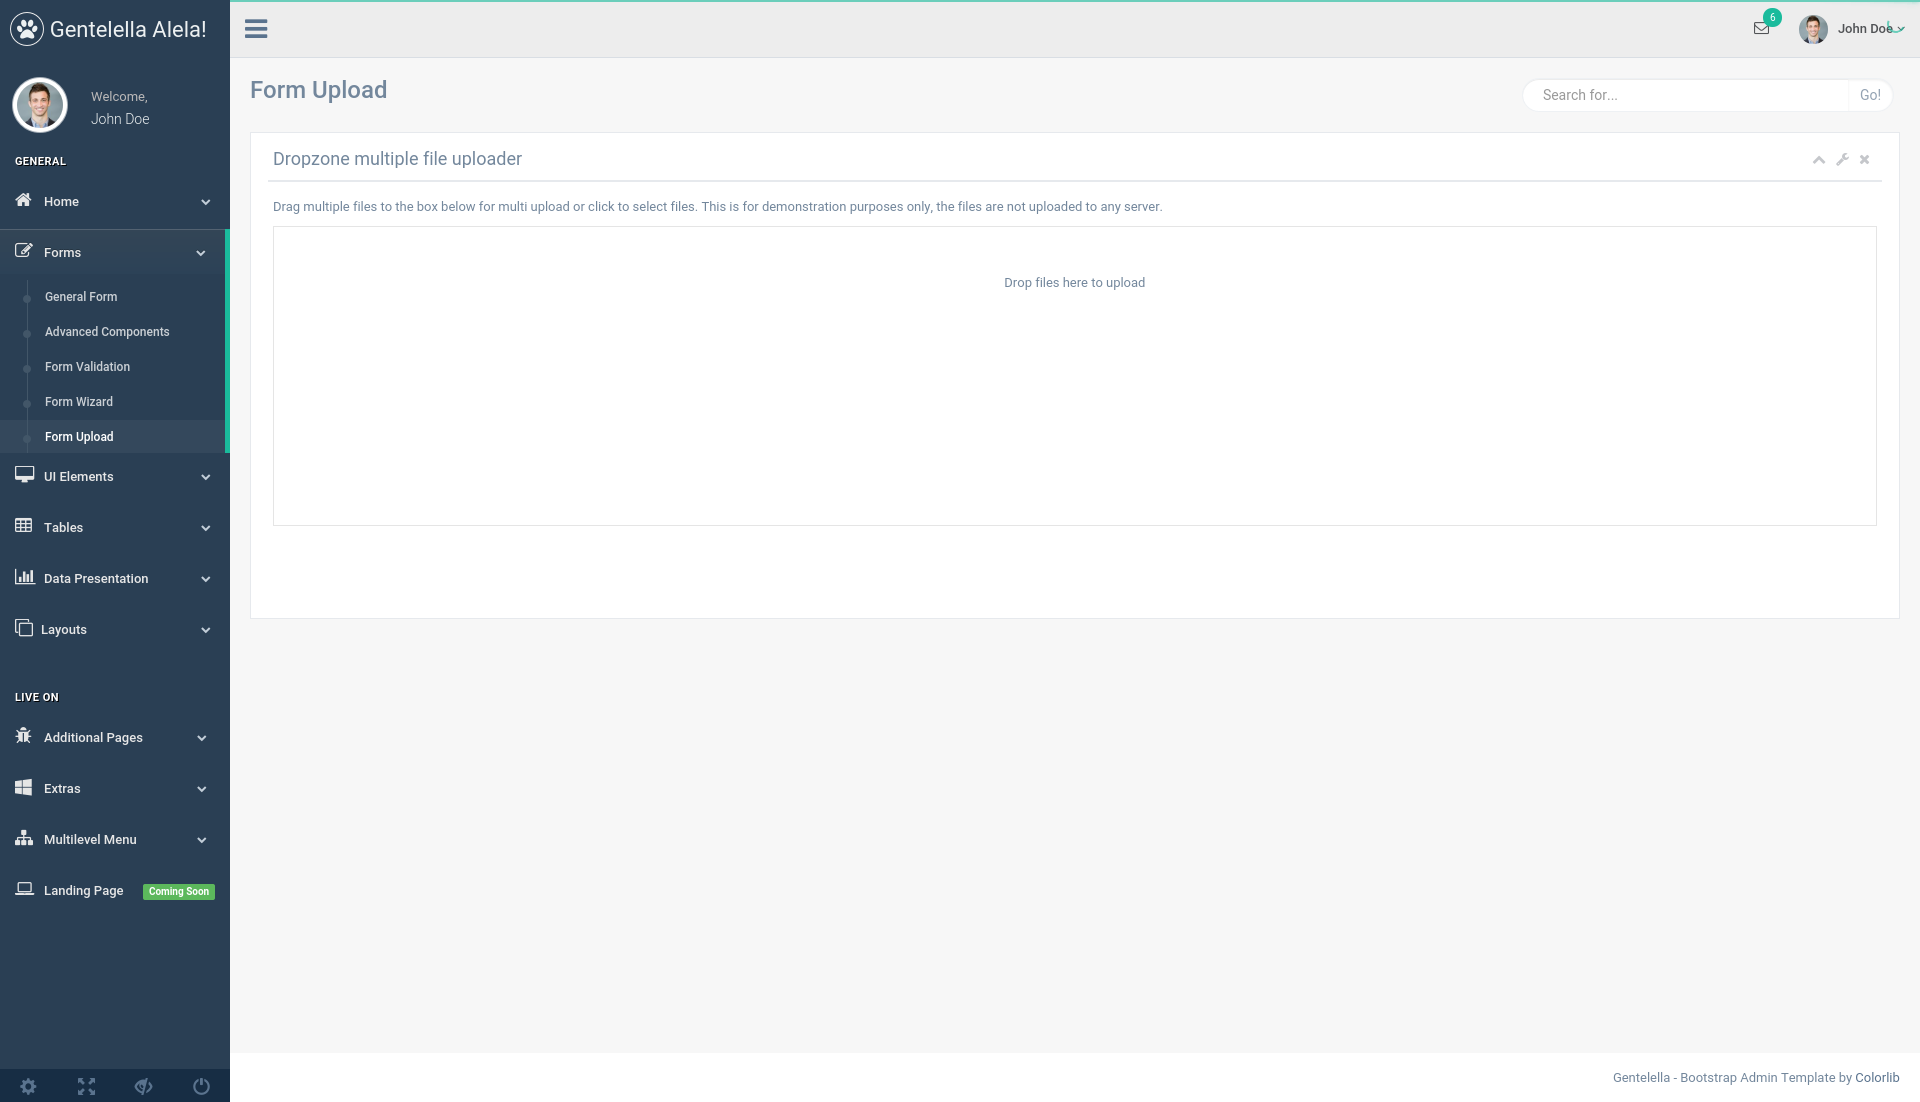 Gentelella Alela!
Welcome,
John Doe
GENERAL
Home
Forms
General Form
Advanced Components
Form Validation
Form Wizard
Form Upload
UI Elements
Tables
Data Presentation
Layouts
LIVE ON
Additional Pages
Extras
Multilevel Menu
Landing Page Coming Soon
6
John Doe
Form Upload
Search for... Go!
Dropzone multiple file uploader
Drag multiple files to the box below for multi upload or click to select files. This is for demonstration purposes only, the files are not uploaded to any server.
Drop files here to upload
Gentelella - Bootstrap Admin Template by Colorlib